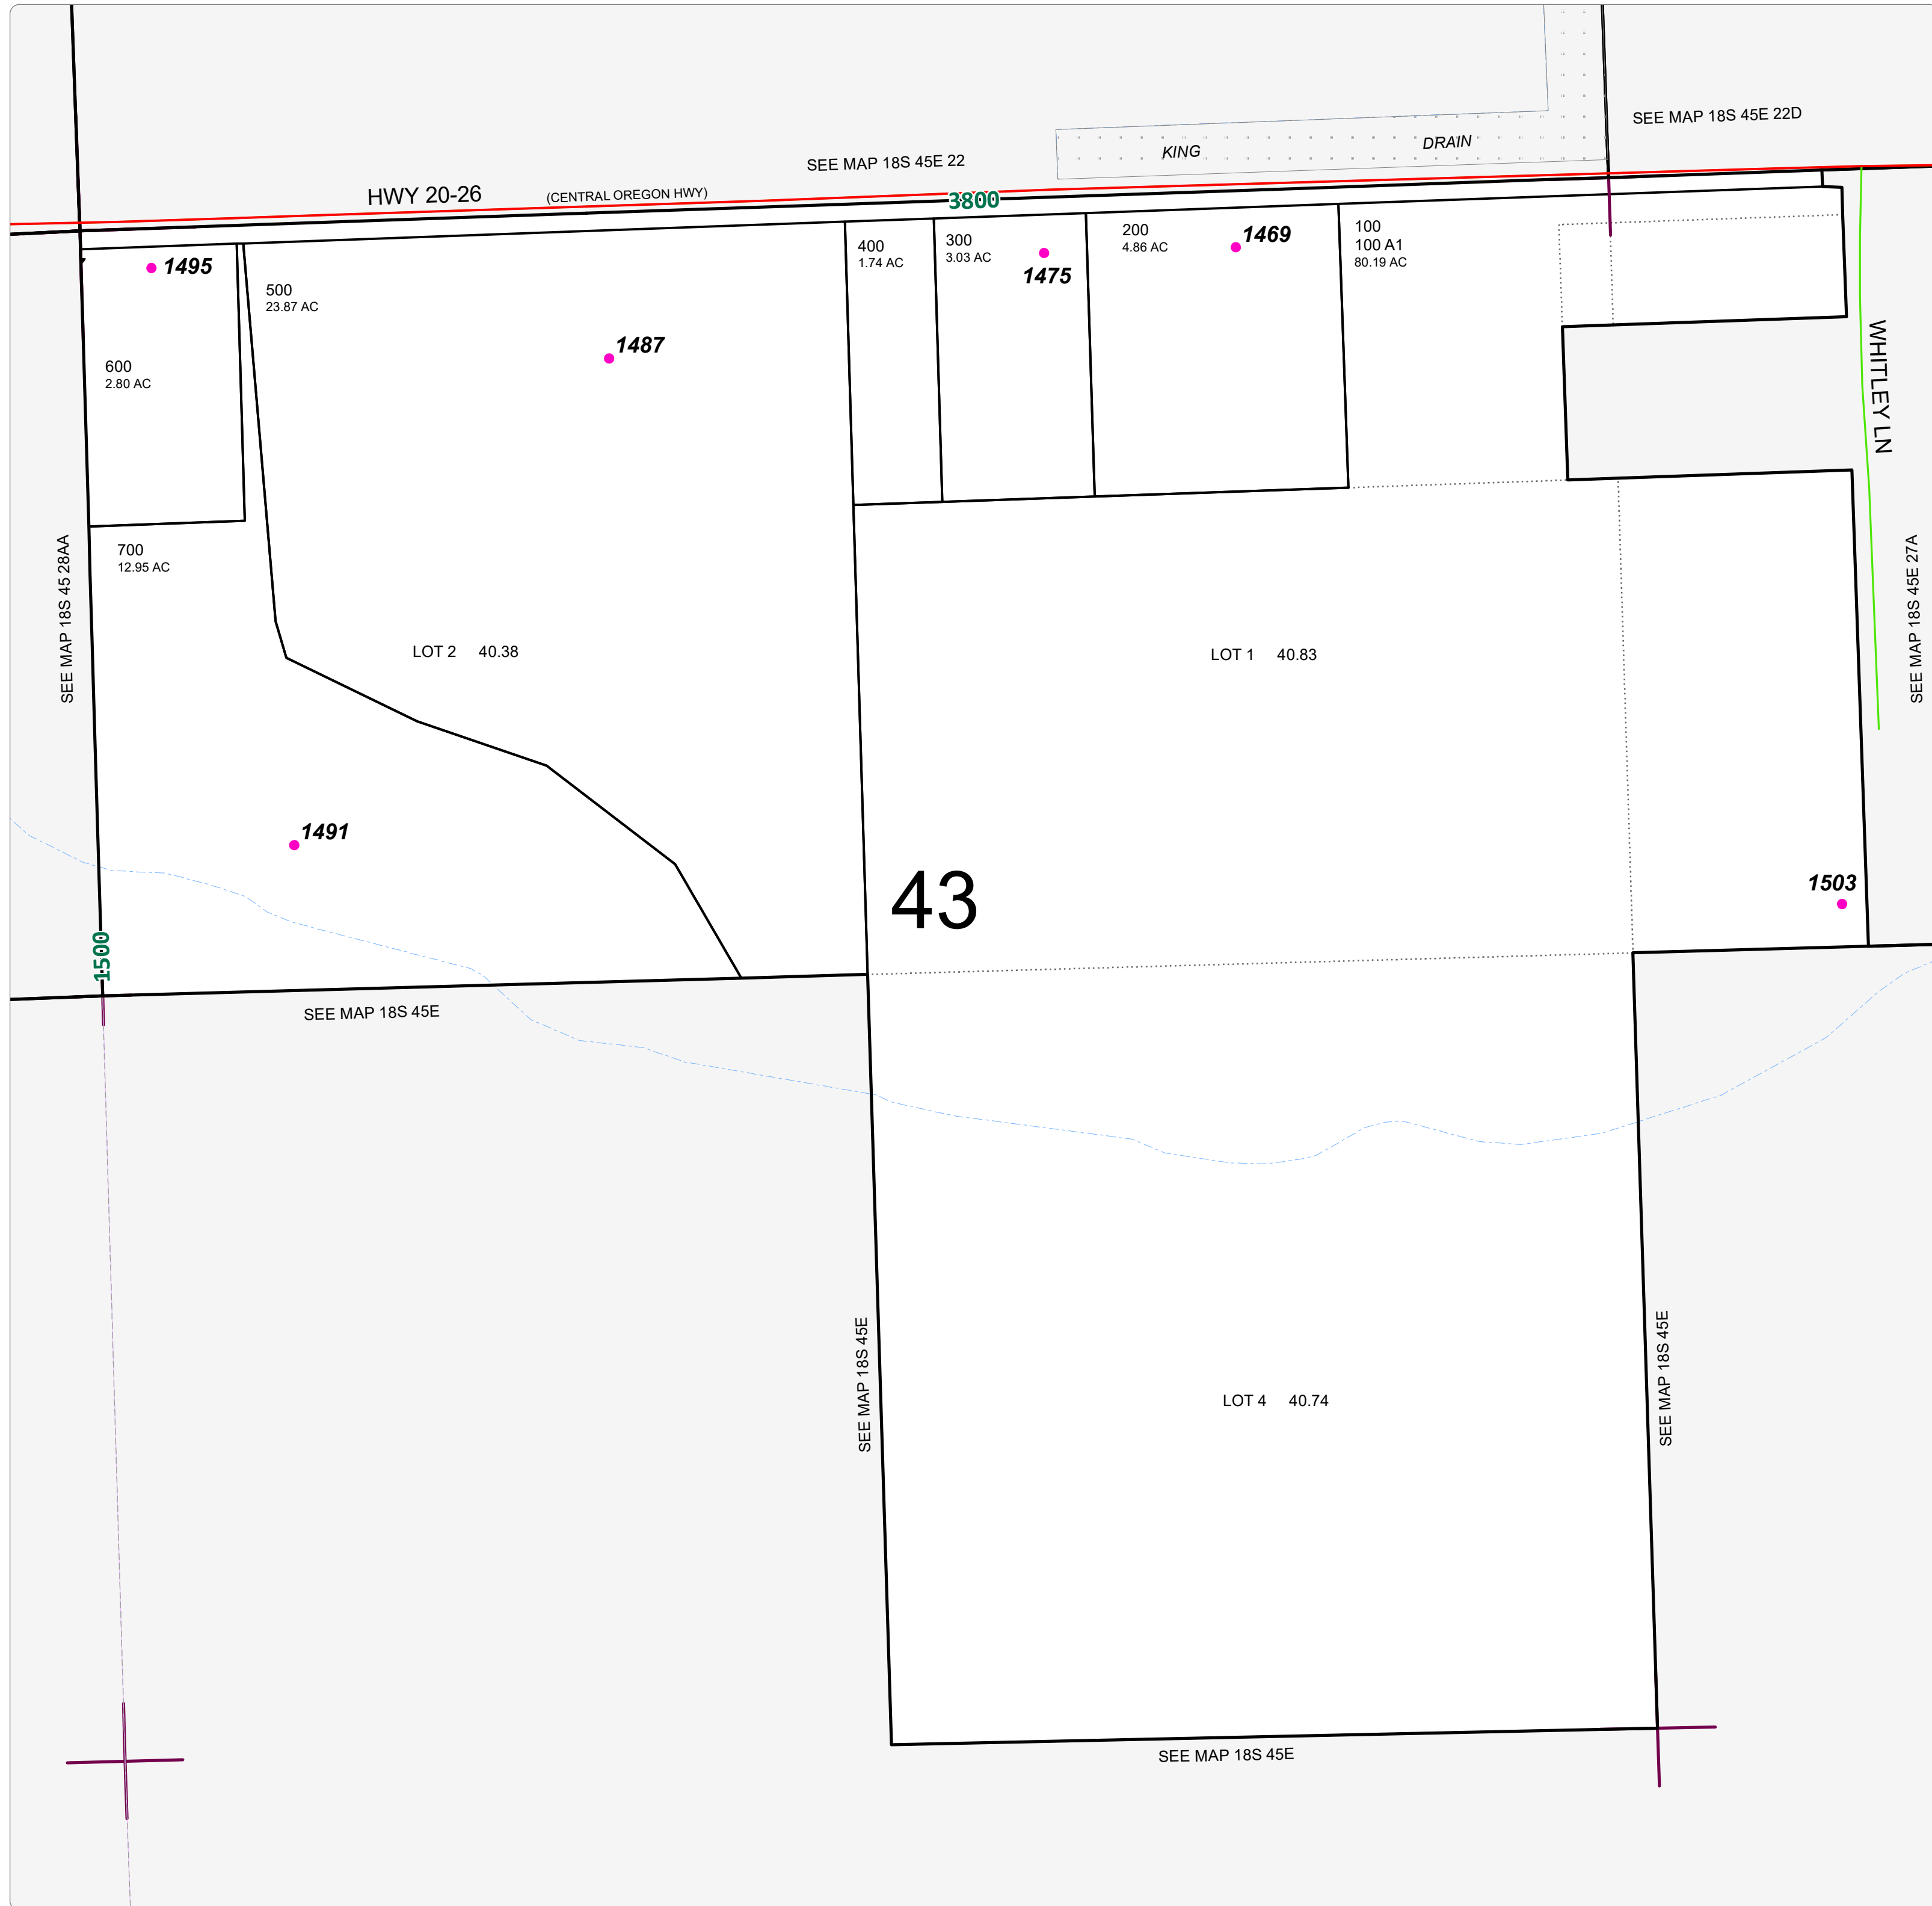 SEE MAP 18S 45E 22D
KING
DRAIN
SEE MAP 18S 45E 22
HWY 20-26
(CENTRAL OREGON HWY)
3800
1495
500
23.87 AC
1487
400
1.74 AC
300
3.03 AC
1475
200
4.86 AC
1469
100
100 A1
80.19 AC
600
2.80 AC
WHITLEY LN
700
12.95 AC
SEE MAP 18S 45 28AA
SEE MAP 18S 45E 27A
LOT 2 40.38
LOT 1 40.83
1491
43
1503
1500
SEE MAP 18S 45E
SEE MAP 18S 45E
SEE MAP 18S 45E
LOT 4 40.74
SEE MAP 18S 45E